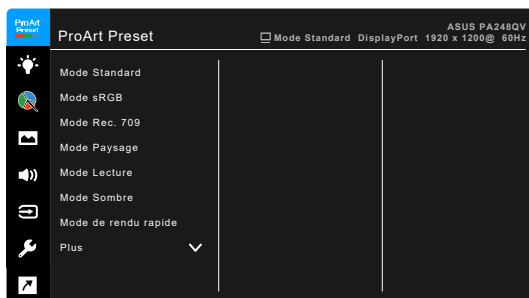 ProArt
Preset
ProArt Preset
ASUS PA248QV
Mode Standard DisplayPort 1920 x 1200@ 60Hz
Mode Standard
Mode sRGB
Mode Rec. 709
Mode Paysage
Mode Lecture
Mode Sombre
Mode de rendu rapide
Plus